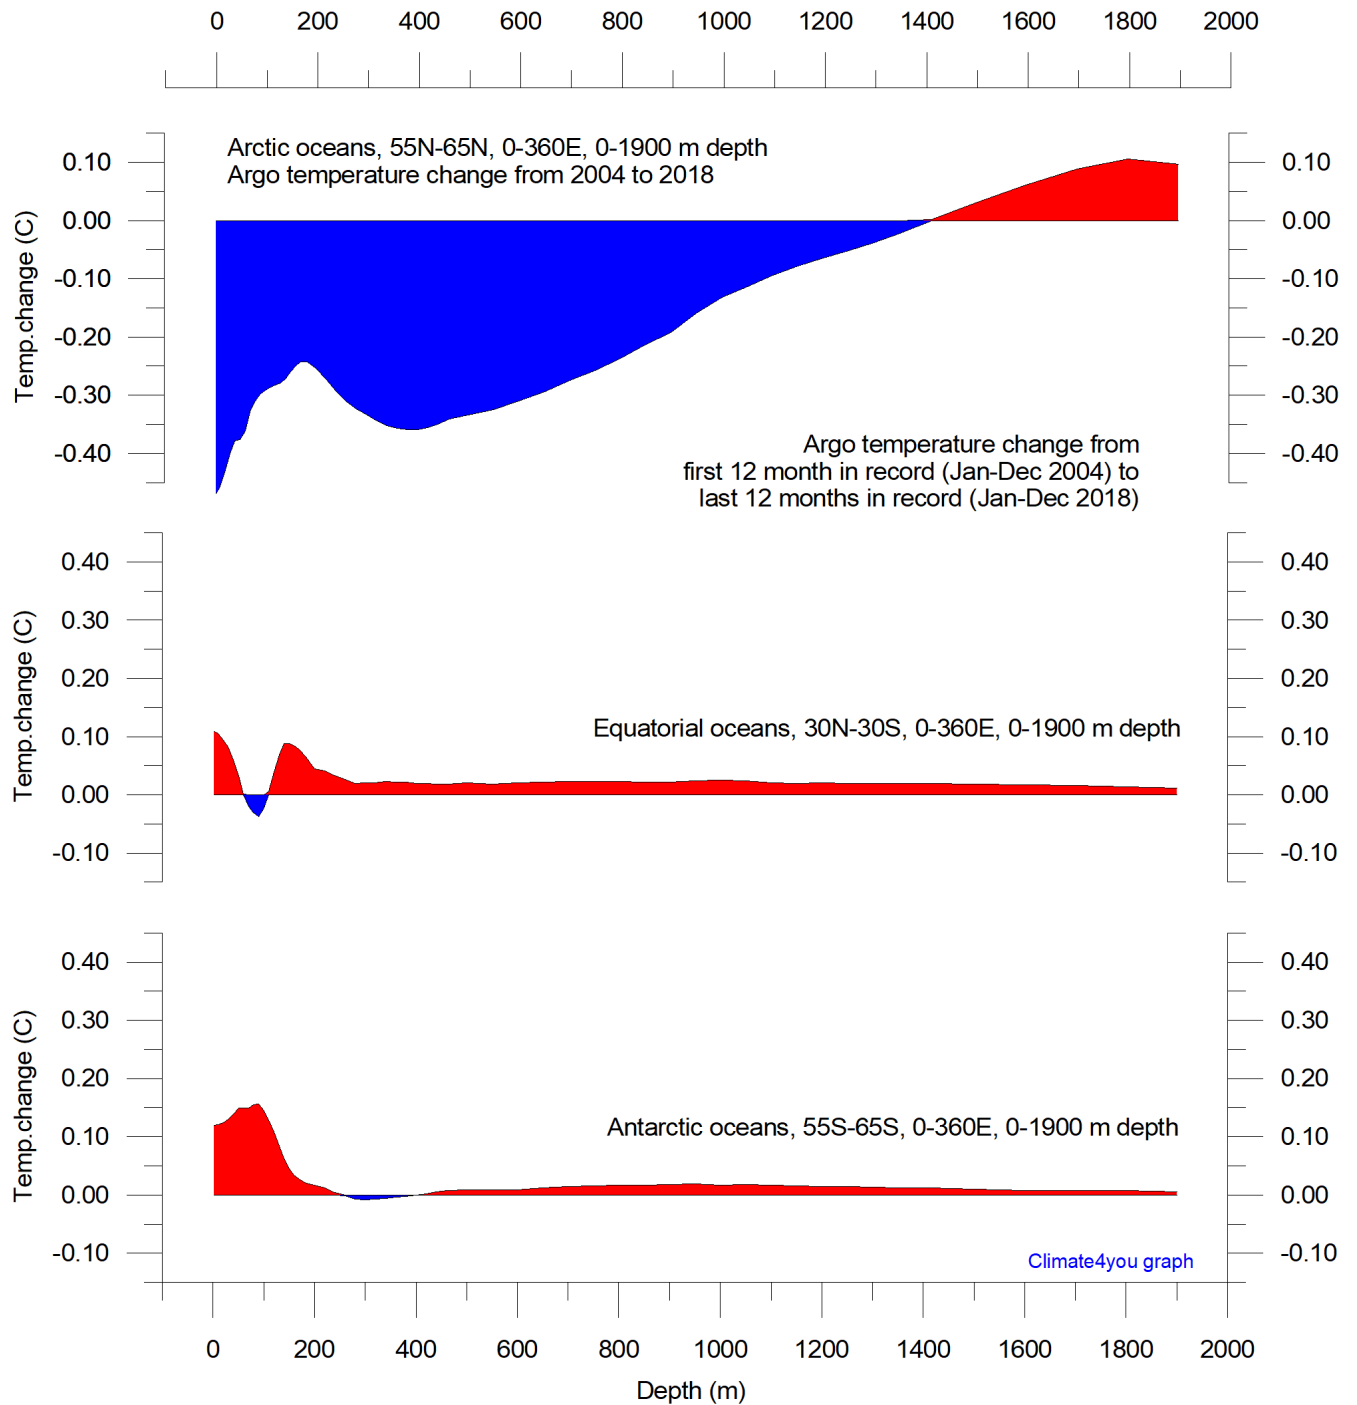 0 200 400 600 800 1000 1200 1400 1600 1800 2000
Arctic oceans, 55N-65N, 0-360E, 0-1900 m depth
Argo temperature change from 2004 to 2018
0.10 0.10
0.00 0.00
-0.10 -0.10
-0.20 -0.20
-0.30 -0.30
-0.40 -0.40
Temp.change (C)
Argo temperature change from
first 12 month in record (Jan-Dec 2004) to
last 12 months in record (Jan-Dec 2018)
0.40 0.40
0.30 0.30
0.20 0.20
0.10 0.10
0.00 0.00
-0.10 -0.10
Temp.change (C)
Equatorial oceans, 30N-30S, 0-360E, 0-1900 m depth
0.40 0.40
0.30 0.30
0.20 0.20
0.10 0.10
0.00 0.00
-0.10 -0.10
Temp.change (C)
Antarctic oceans, 55S-65S, 0-360E, 0-1900 m depth
Climate4you graph
0 200 400 600 800 1000 1200 1400 1600 1800 2000
Depth (m)